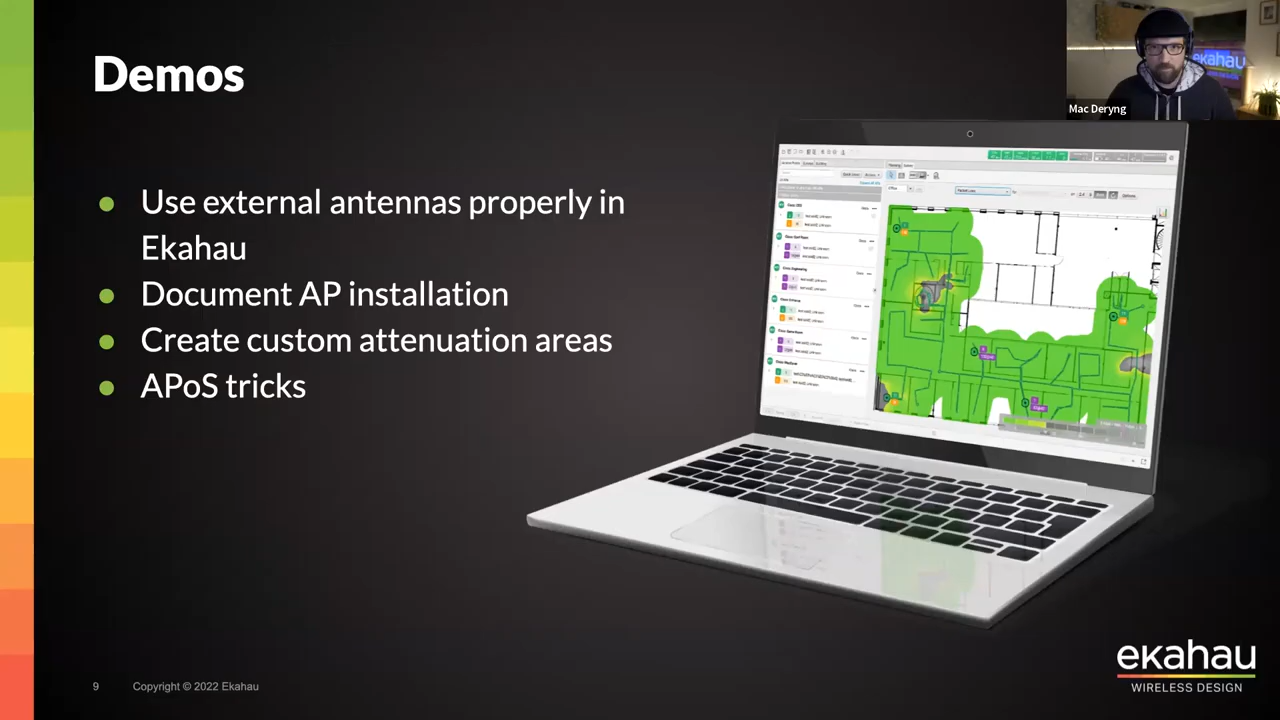 Demos
ekahau
Mac Deryng
Use external antennas properly in
Ekahau
Document AP installation
Create custom attenuation areas
APoS tricks
ekahau
WIRELESS DESIGN
9
Copyright © 2022 Ekahau